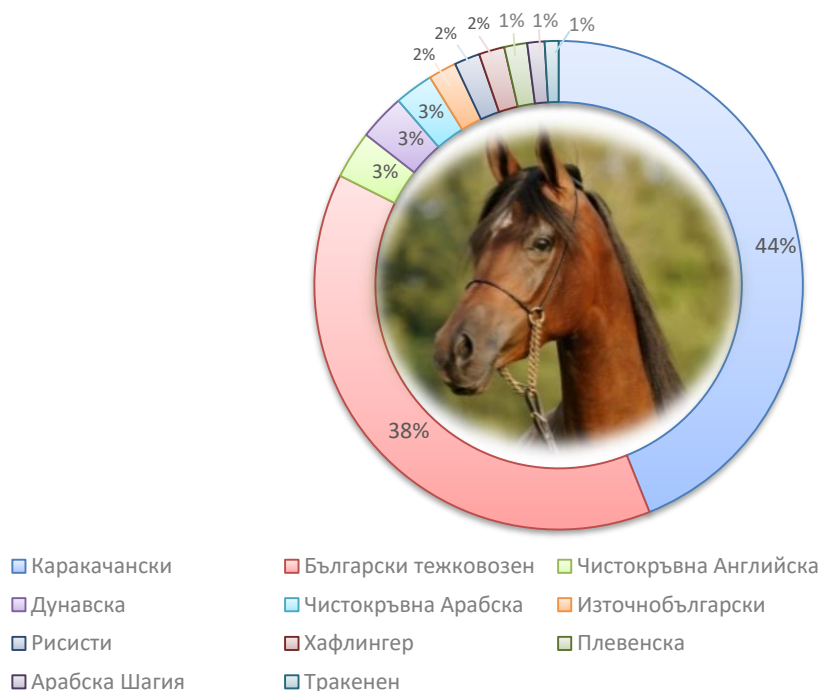 2% 2% 2% 1% 1% 1%
3%
3%
3%
44%
38%
Каракачански Български тежковозен Чистокръвна Английска
Дунавска Чистокръвна Арабска Източнобългарски
Рисисти Хафлингер Плевенска
Арабска Шагия Тракенен